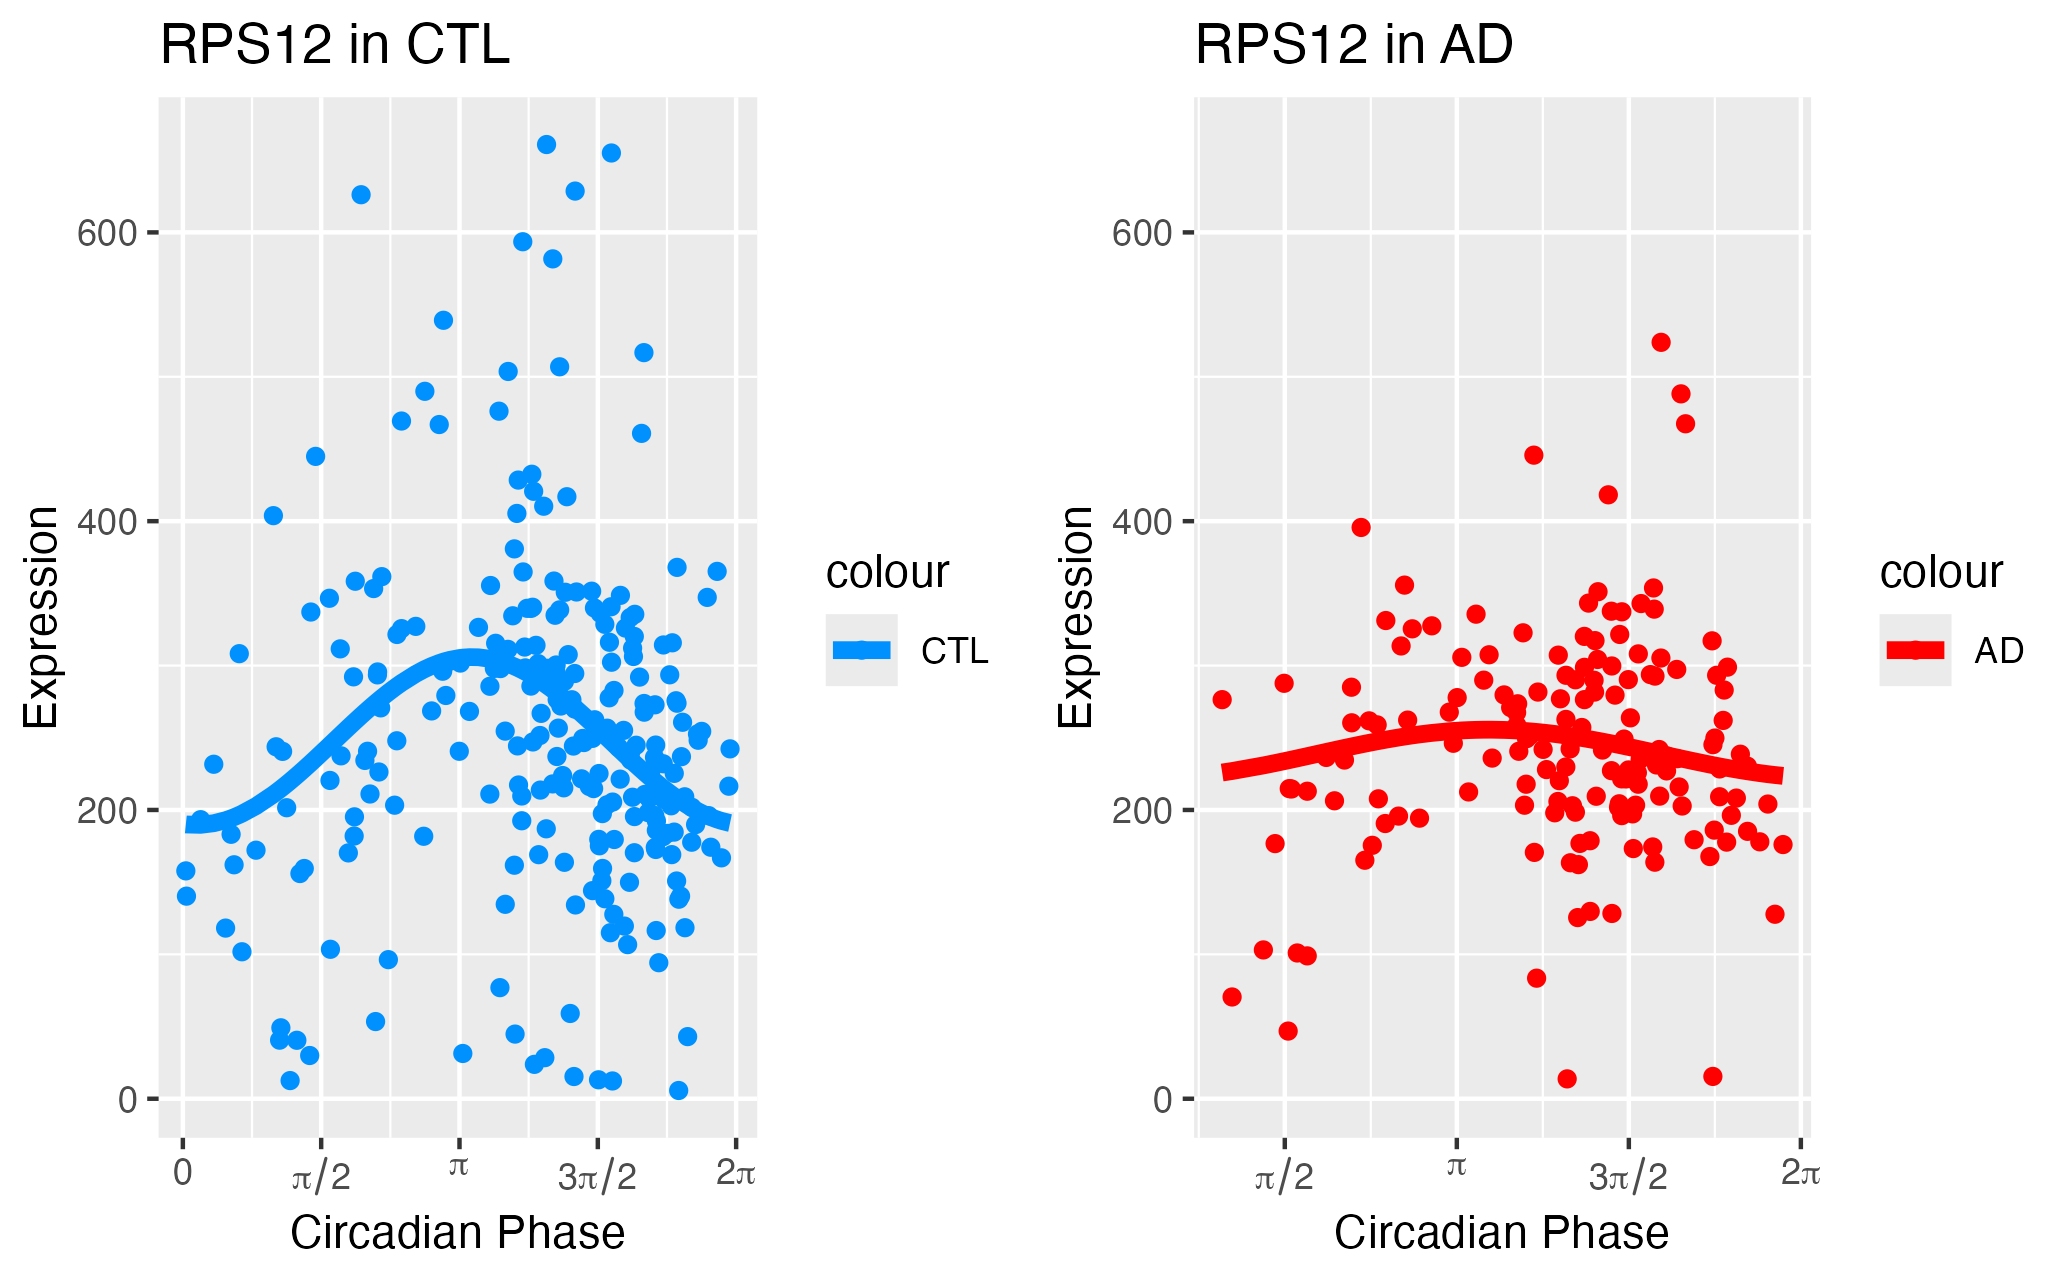 RPS12 in CTL
Expression
600
400
200
0
0 π/2 π 3π/2 2π
Circadian Phase
colour
CTL
RPS12 in AD
Expression
600
400
200
0
π/2 π 3π/2 2π
Circadian Phase
colour
AD